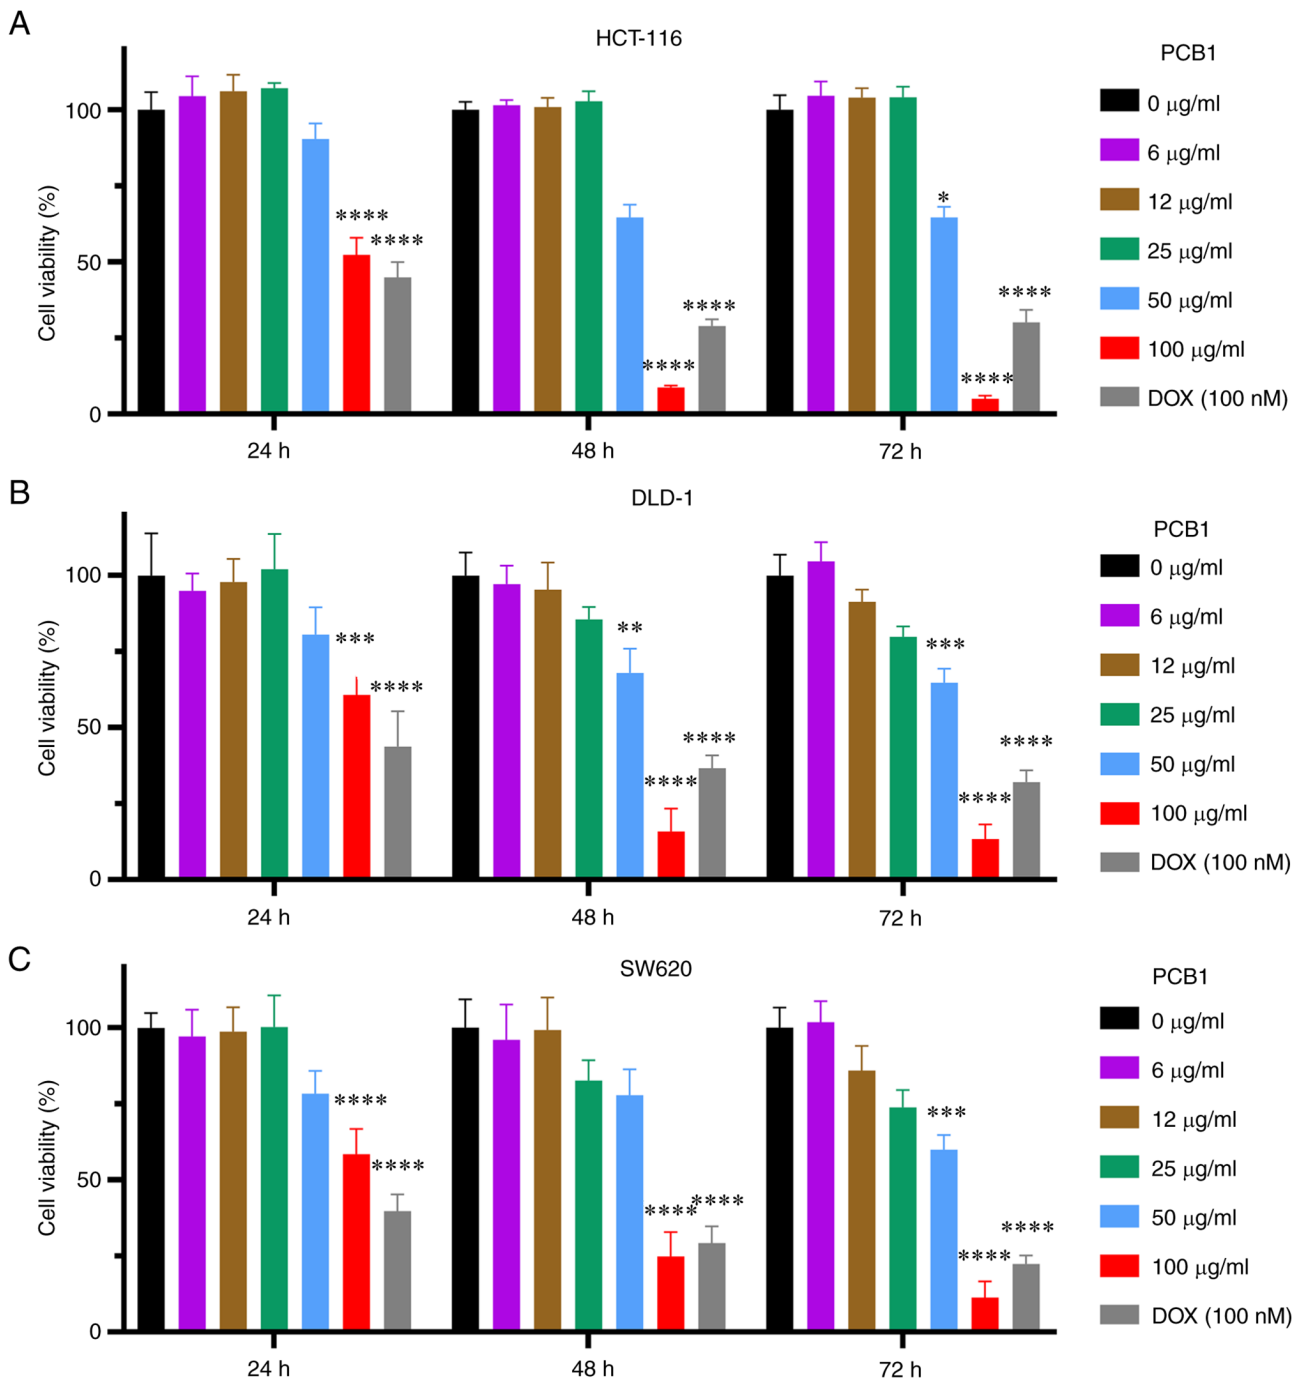 A
HCT-116
PCB1
0 µg/ml
6 µg/ml
12 µg/ml
25 µg/ml
50 µg/ml
100 µg/ml
DOX (100 nM)
Cell viability (%)
100
50
0
**** **** **** **** * **** ****
24 h 48 h 72 h
B
DLD-1
PCB1
0 µg/ml
6 µg/ml
12 µg/ml
25 µg/ml
50 µg/ml
100 µg/ml
DOX (100 nM)
Cell viability (%)
100
50
0
*** **** ** **** **** *** **** ****
24 h 48 h 72 h
C
SW620
PCB1
0 µg/ml
6 µg/ml
12 µg/ml
25 µg/ml
50 µg/ml
100 µg/ml
DOX (100 nM)
Cell viability (%)
100
50
0
**** **** **** **** *** **** ****
24 h 48 h 72 h